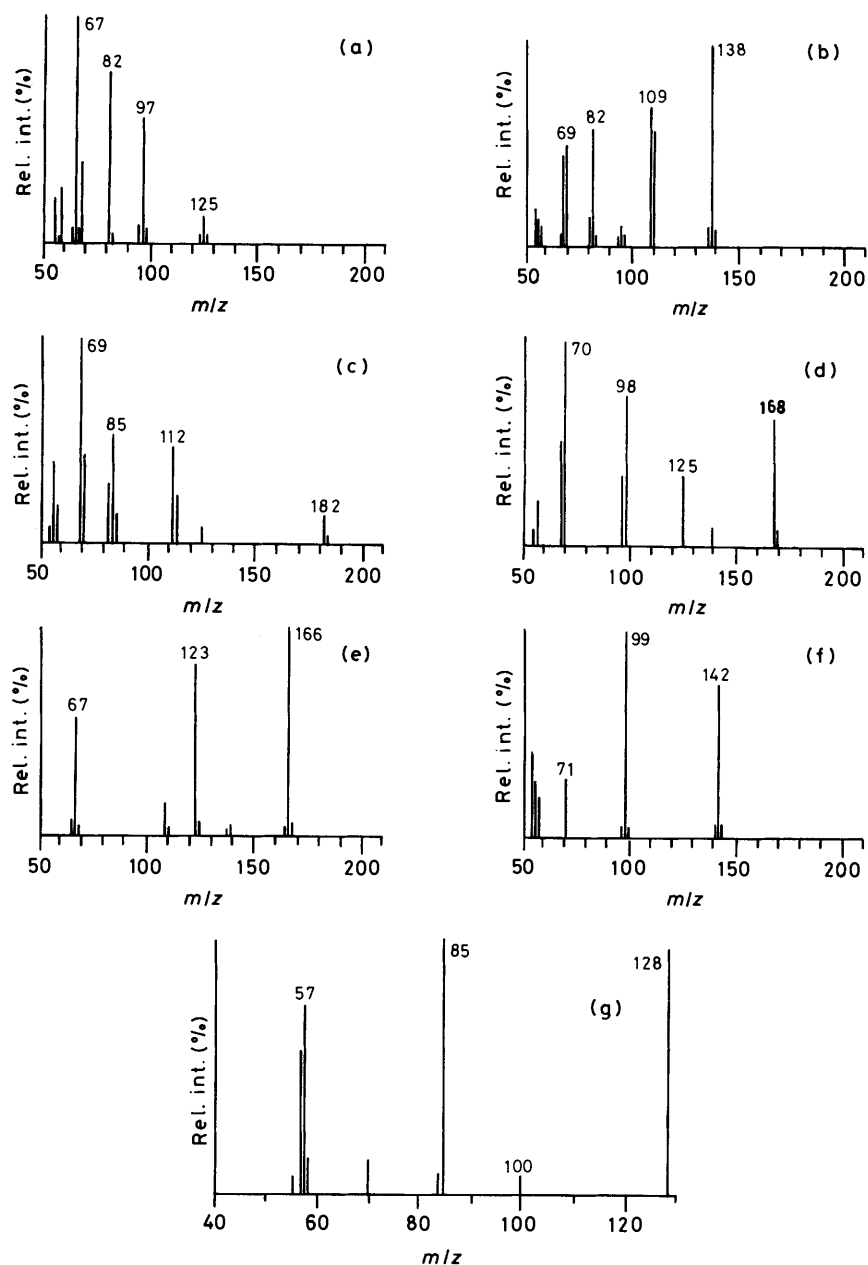 67
(a)
82
97
125
Rel. int. (%)
50 100 150 200
m/z
138
(b)
109
82
69
Rel. int. (%)
50 100 150 200
m/z
69
(c)
85
112
182
Rel. int. (%)
50 100 150 200
m/z
70
(d)
98
168
125
Rel. int. (%)
50 100 150 200
m/z
166
(e)
123
67
Rel. int. (%)
50 100 150 200
m/z
99
(f)
142
71
Rel. int. (%)
50 100 150 200
m/z
85
128
57
(g)
100
Rel. int. (%)
40 60 80 100 120
m/z